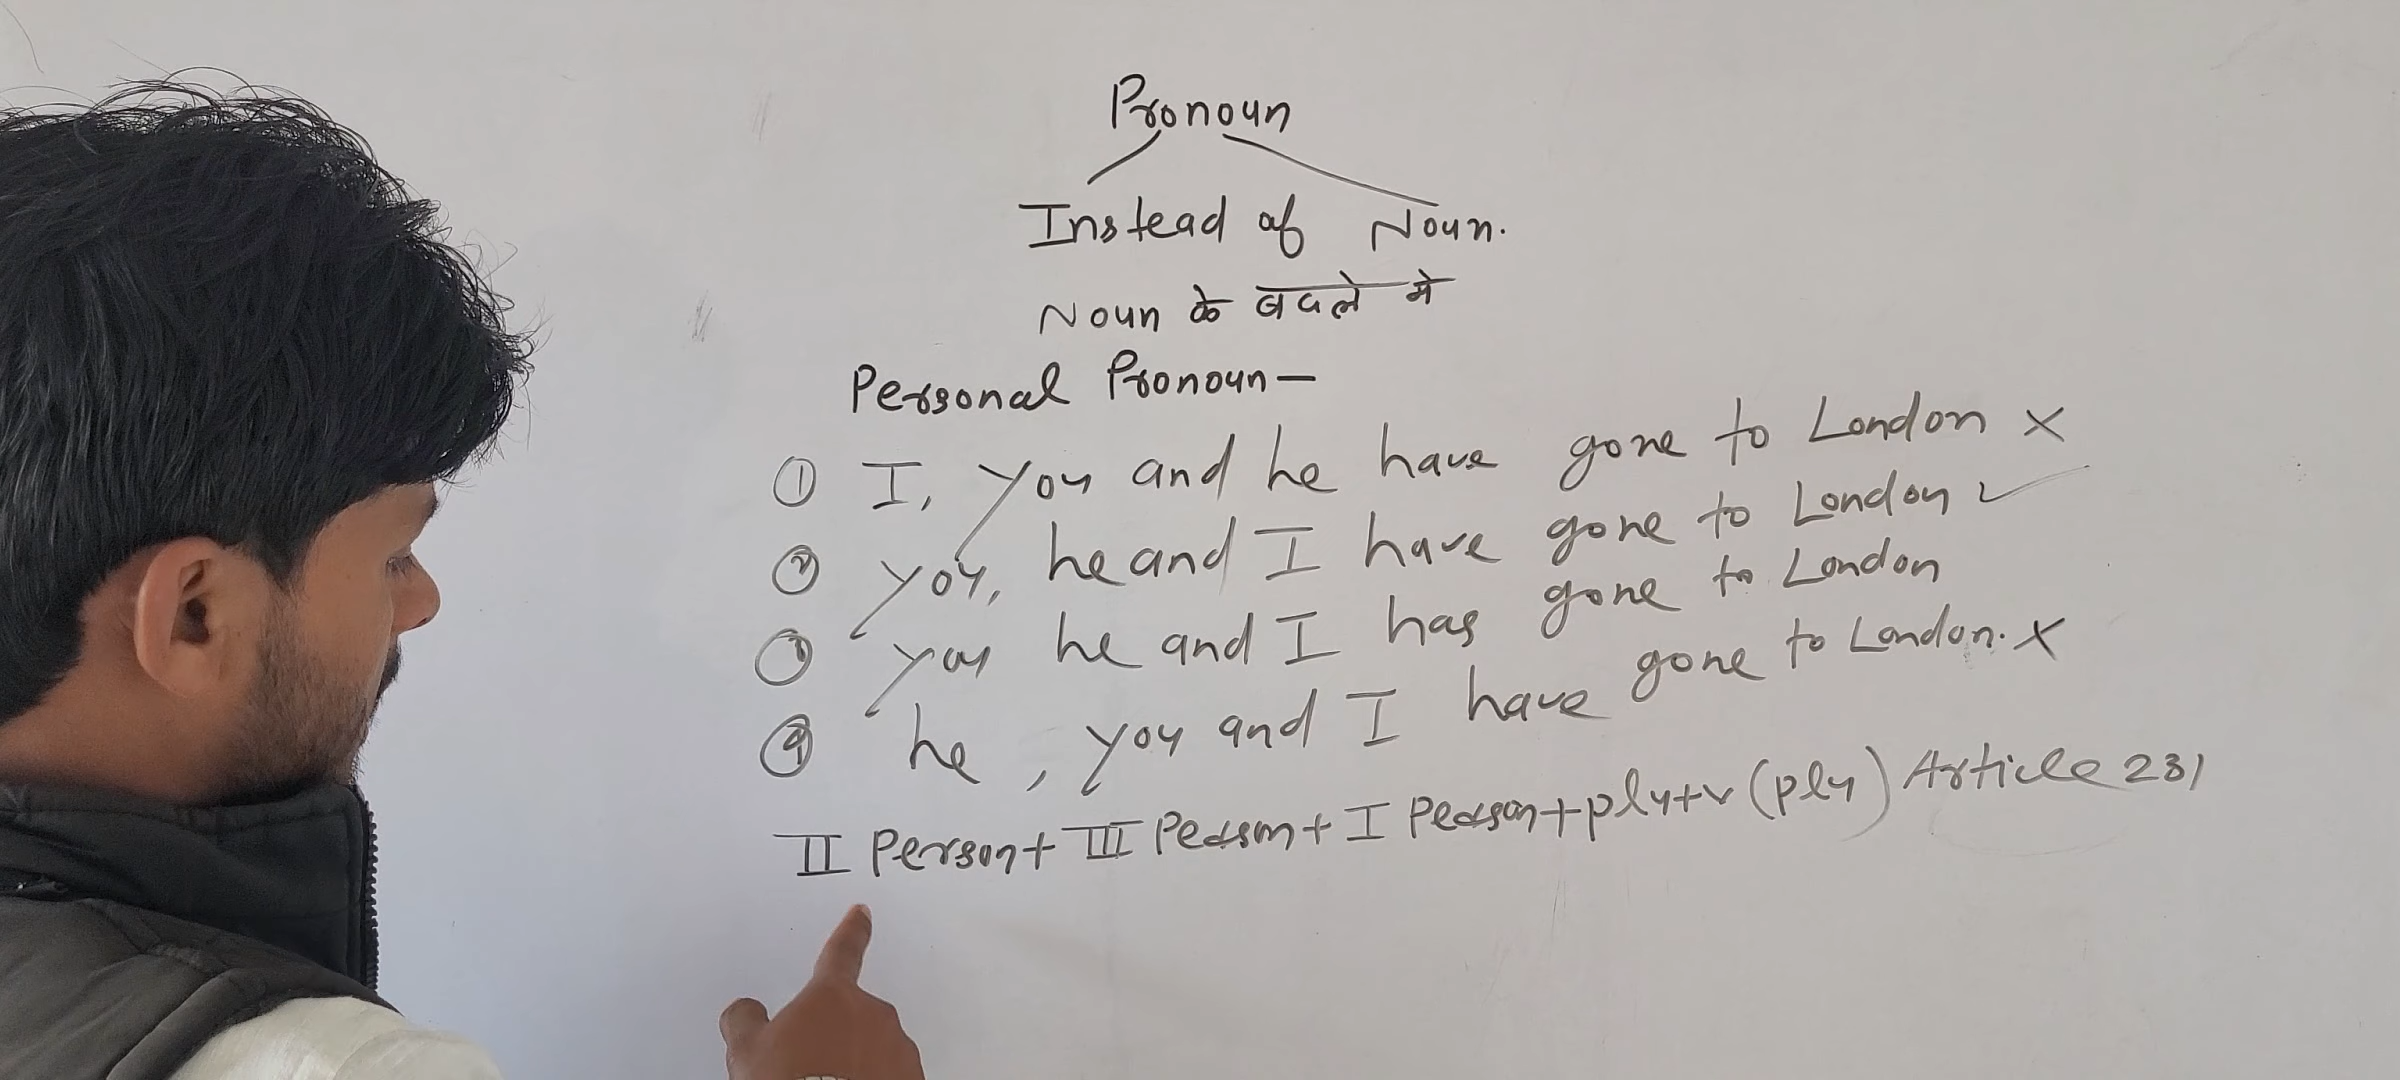 Pronoun
Instead of Noun.
Noun के बदले मे
Personal Pronoun—
① I, you and he have gone to London ×
② you, he and I have gone to London ✓
③ you he and I has gone to London
④ he, you and I have gone to London. ×
II Person + III Person + I Person + plu + v (plu) Article 231